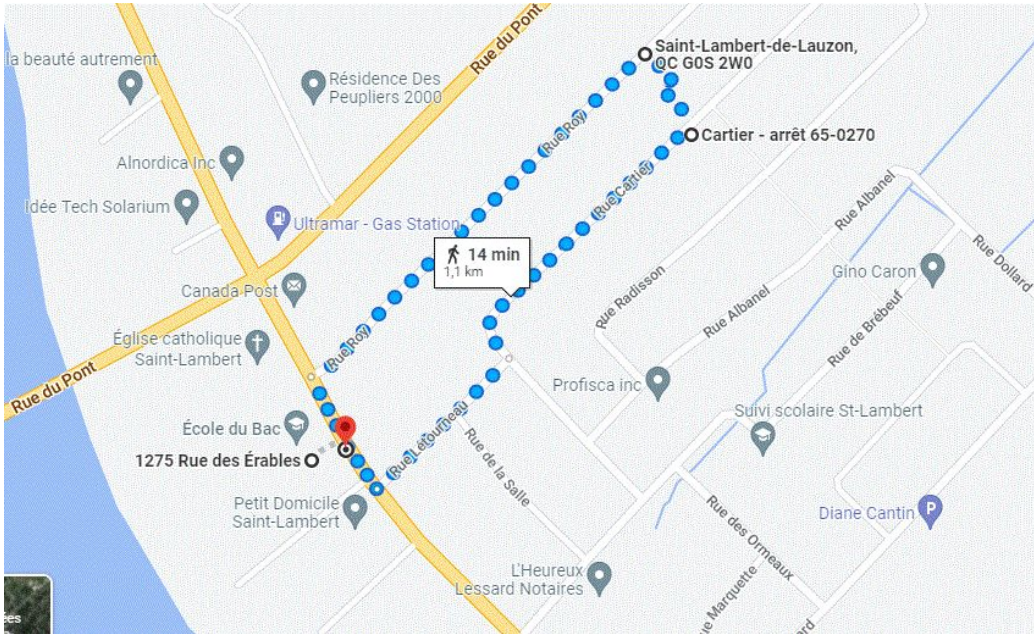 la beauté autrement
Rue du Pont
Saint-Lambert-de-Lauzon,
QC G0S 2W0
Résidence Des
Peupliers 2000
Cartier - arrêt 65-0270
Rue Roy
Alnordica Inc
Rue Cartier
Rue Albanel
Idée Tech Solarium
Ultramar - Gas Station
14 min
1,1 km
Rue Dollard
Gino Caron
Rue Radisson
Canada Post
Rue Albanel
Rue de Brébeuf
Église catholique
Saint-Lambert
Rue Roy
Rue du Pont
Profisca inc
Suivi scolaire St-Lambert
École du Bac
1275 Rue des Érables
Rue Létourneau
Rue de la Salle
Petit Domicile
Saint-Lambert
Diane Cantin
P
Rue des Ormeaux
L'Heureux
Lessard Notaires
ue Marquette
lard
ées